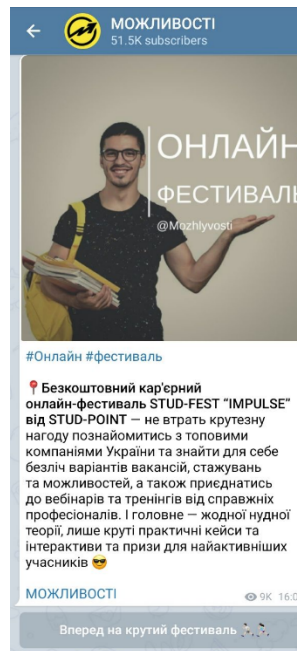 МОЖЛИВОСТІ
51.5K subscribers
ОНЛАЙН
ФЕСТИВАЛЬ
@Mozhlyvosti
#Онлайн #фестиваль
📍Безкоштовний кар'єрний
онлайн-фестиваль STUD-FEST “IMPULSE”
від STUD-POINT — не втрать крутезну
нагоду познайомитись з топовими
компаніями України та знайти для себе
безліч варіантів вакансій, стажувань
та можливостей, а також приєднатись
до вебінарів та тренінгів від справжніх
професіоналів. І головне — жодної нудної
теорії, лише круті практичні кейси та
інтерактиви та призи для найактивніших
учасників 😎
МОЖЛИВОСТІ
9K
Вперед на крутий фестиваль